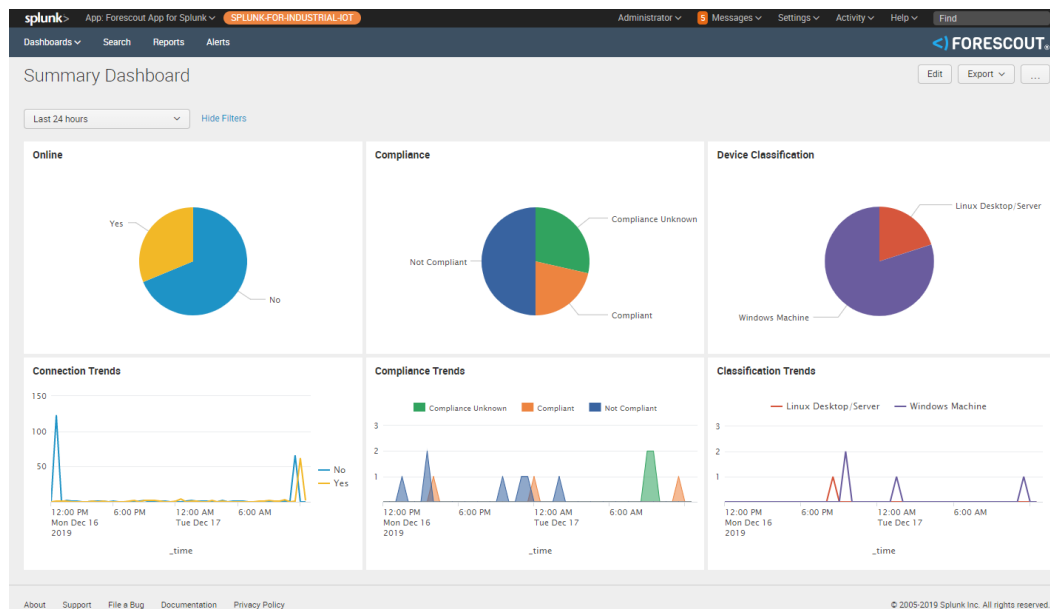 splunk> App: Forescout App for Splunk SPLUNK-FOR-INDUSTRIAL-IOT Administrator 5 Messages Settings Activity Help Find
Dashboards Search Reports Alerts <) FORESCOUT®
Summary Dashboard Edit Export ...
Last 24 hours Hide Filters
Online
Yes
No
Compliance
Compliance Unknown
Not Compliant
Compliant
Device Classification
Linux Desktop/Server
Windows Machine
Connection Trends
150
100
50
No
Yes
12:00 PM 6:00 PM 12:00 AM 6:00 AM
Mon Dec 16 Tue Dec 17
2019
_time
Compliance Trends
Compliance Unknown Compliant Not Compliant
3
2
1
12:00 PM 6:00 PM 12:00 AM 6:00 AM
Mon Dec 16 Tue Dec 17
2019
_time
Classification Trends
Linux Desktop/Server Windows Machine
3
2
1
12:00 PM 6:00 PM 12:00 AM 6:00 AM
Mon Dec 16 Tue Dec 17
2019
_time
About Support File a Bug Documentation Privacy Policy © 2005-2019 Splunk Inc. All rights reserved.